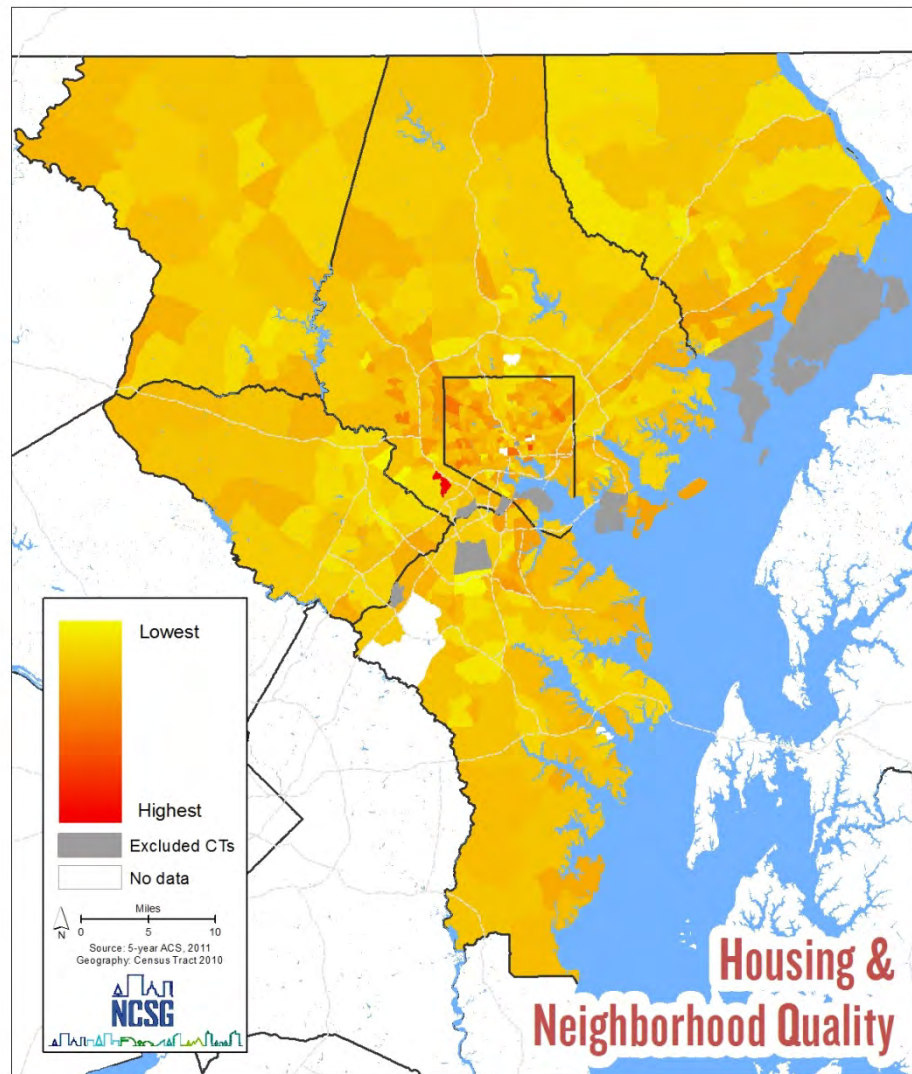 Lowest
Highest
Excluded CTs
No data
Miles
N
0 5 10
Source: 5-year ACS, 2011
Geography: Census Tract 2010
NCSG
Housing &
Neighborhood Quality